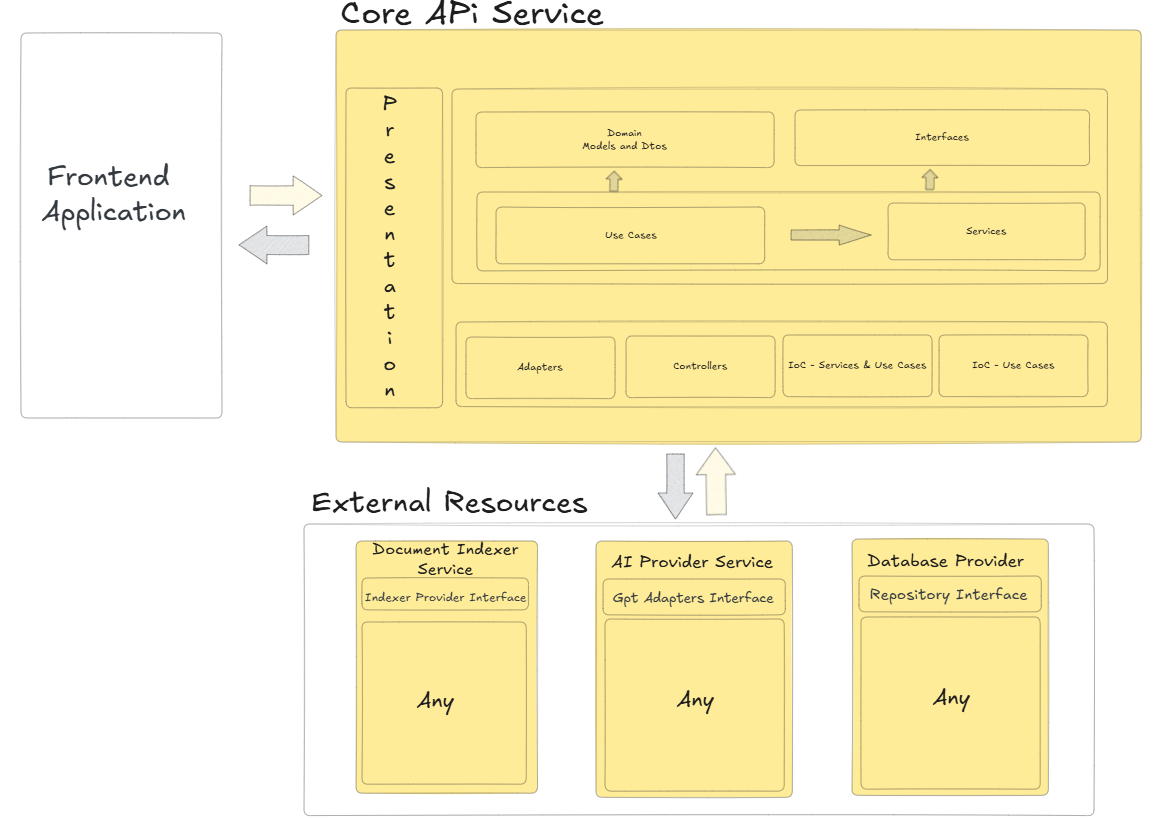 Core APi Service
Frontend
Application
P
r
e
s
e
n
t
a
t
i
o
n
Domain
Models and Dtos
Interfaces
Use Cases
Services
Adapters
Controllers
IoC - Services & Use Cases
IoC - Use Cases
External Resources
Document Indexer
Service
Indexer Provider Interface
Any
AI Provider Service
Gpt Adapters Interface
Any
Database Provider
Repository Interface
Any